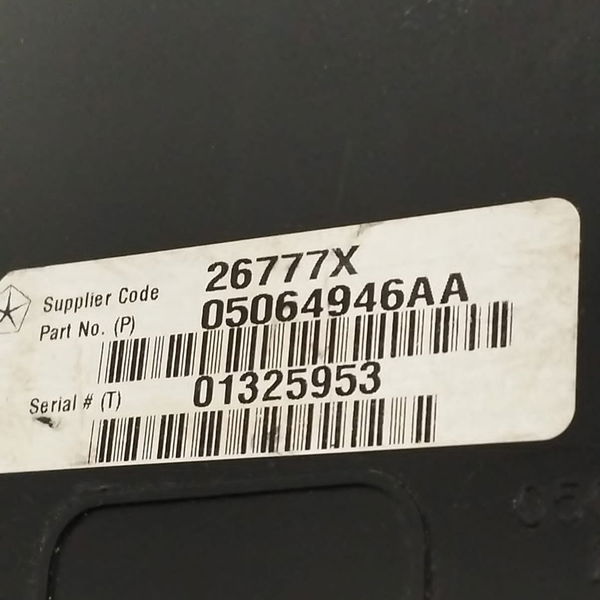 Supplier Code 26777X
Part No. (P) 05064946AA
Serial # (T) 01325953